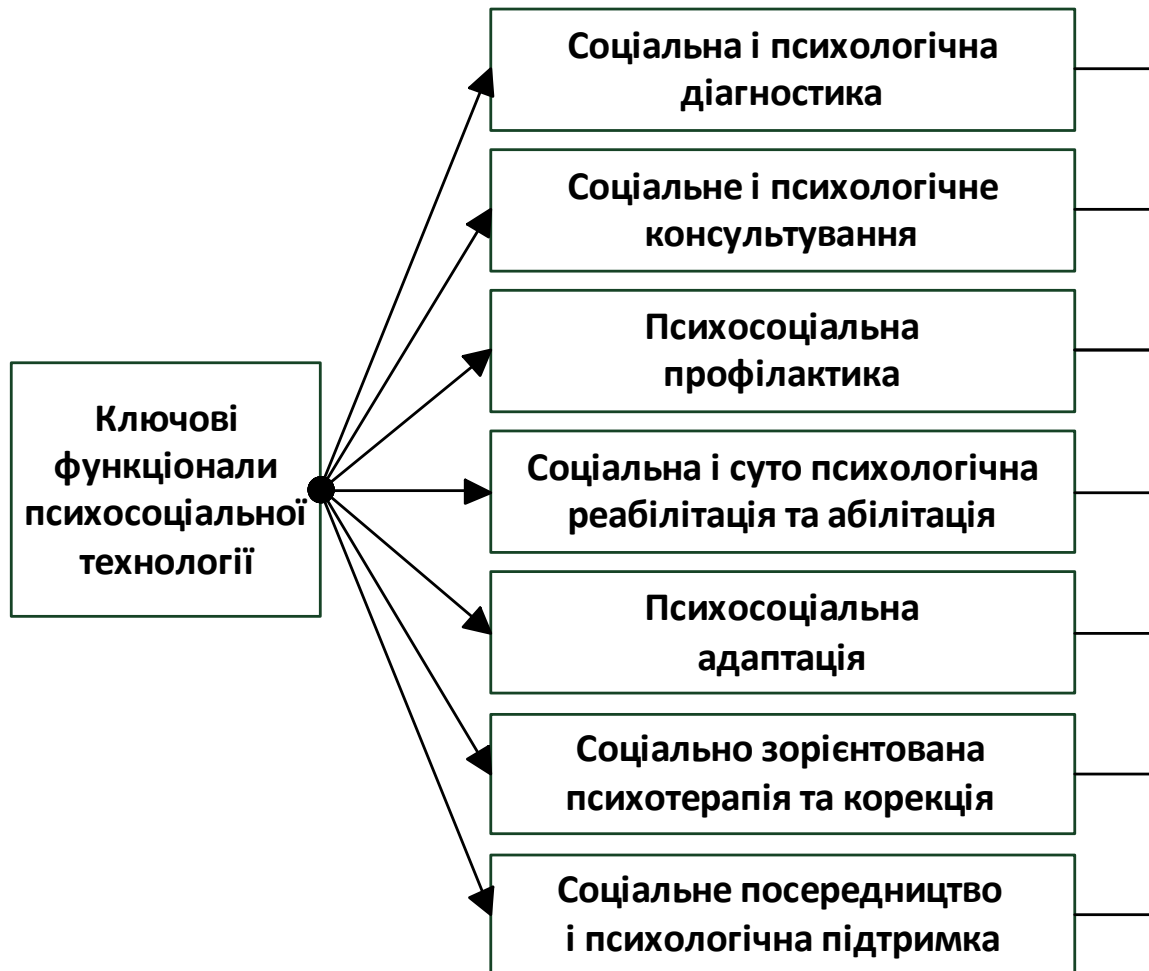 Соціальна і психологічна
діагностика
Соціальне і психологічне
консультування
Психосоціальна
профілактика
Ключові
функціонали
психосоціальної
технології
Соціальна і суто психологічна
реабілітація та абілітація
Психосоціальна
адаптація
Соціально зорієнтована
психотерапія та корекція
Соціальне посередництво
і психологічна підтримка